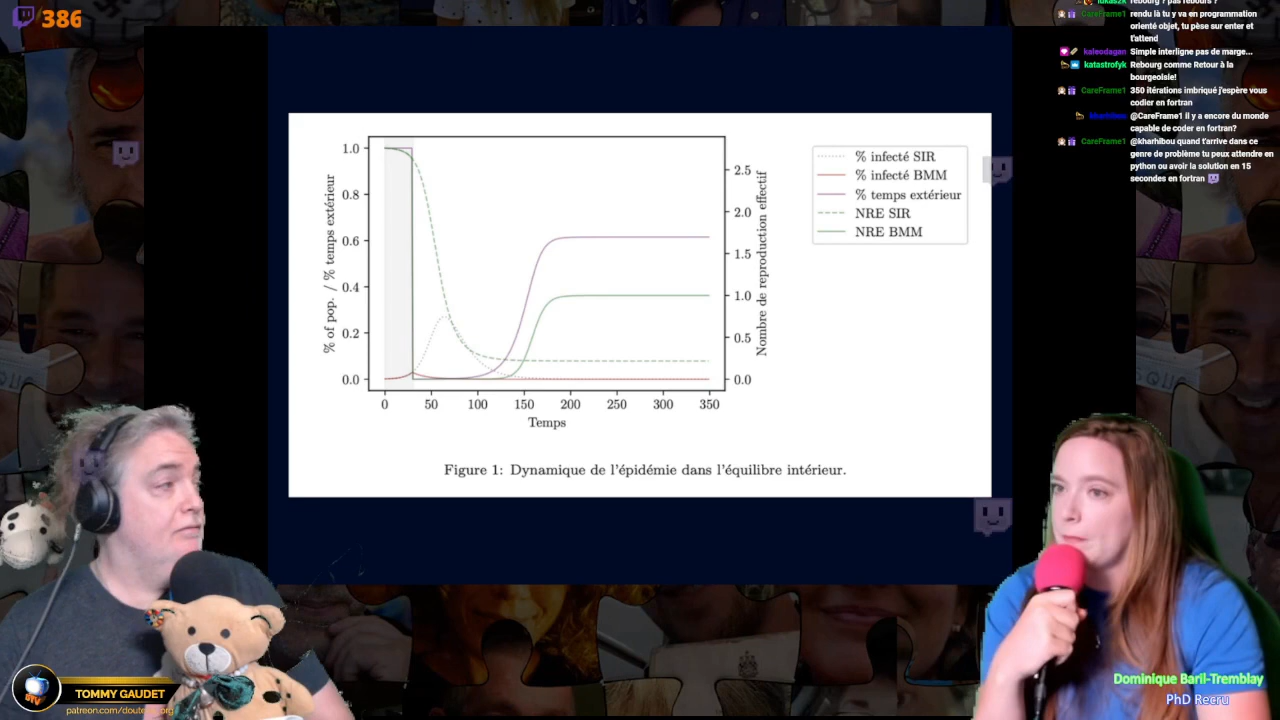 386
rebourg ? pas rebours ?
CareFrame1 rendu là tu y va en programmation
orienté objet, tu pèse sur enter et
t'attend
kaleodagan Simple interligne pas de marge...
katastrofyk Rebourg comme Retour à la
bourgeoisie!
CareFrame1 350 itérations imbriqué j'espère vous
codier en fortran
@CareFrame1 il y a encore du monde
capable de coder en fortran?
CareFrame1 @kharhibou quand t'arrive dans ce
genre de problème tu peux attendre en
python ou avoir la solution en 15
secondes en fortran
% of pop. / % temps extérieur
1.0
0.8
0.6
0.4
0.2
0.0
0 50 100 150 200 250 300 350
Temps
2.5
2.0
1.5
1.0
0.5
0.0
Nombre de reproduction effectif
% infecté SIR
% infecté BMM
% temps extérieur
NRE SIR
NRE BMM
Figure 1: Dynamique de l'épidémie dans l'équilibre intérieur.
TOMMY GAUDET
Dominique Baril-Tremblay
PhD Recru